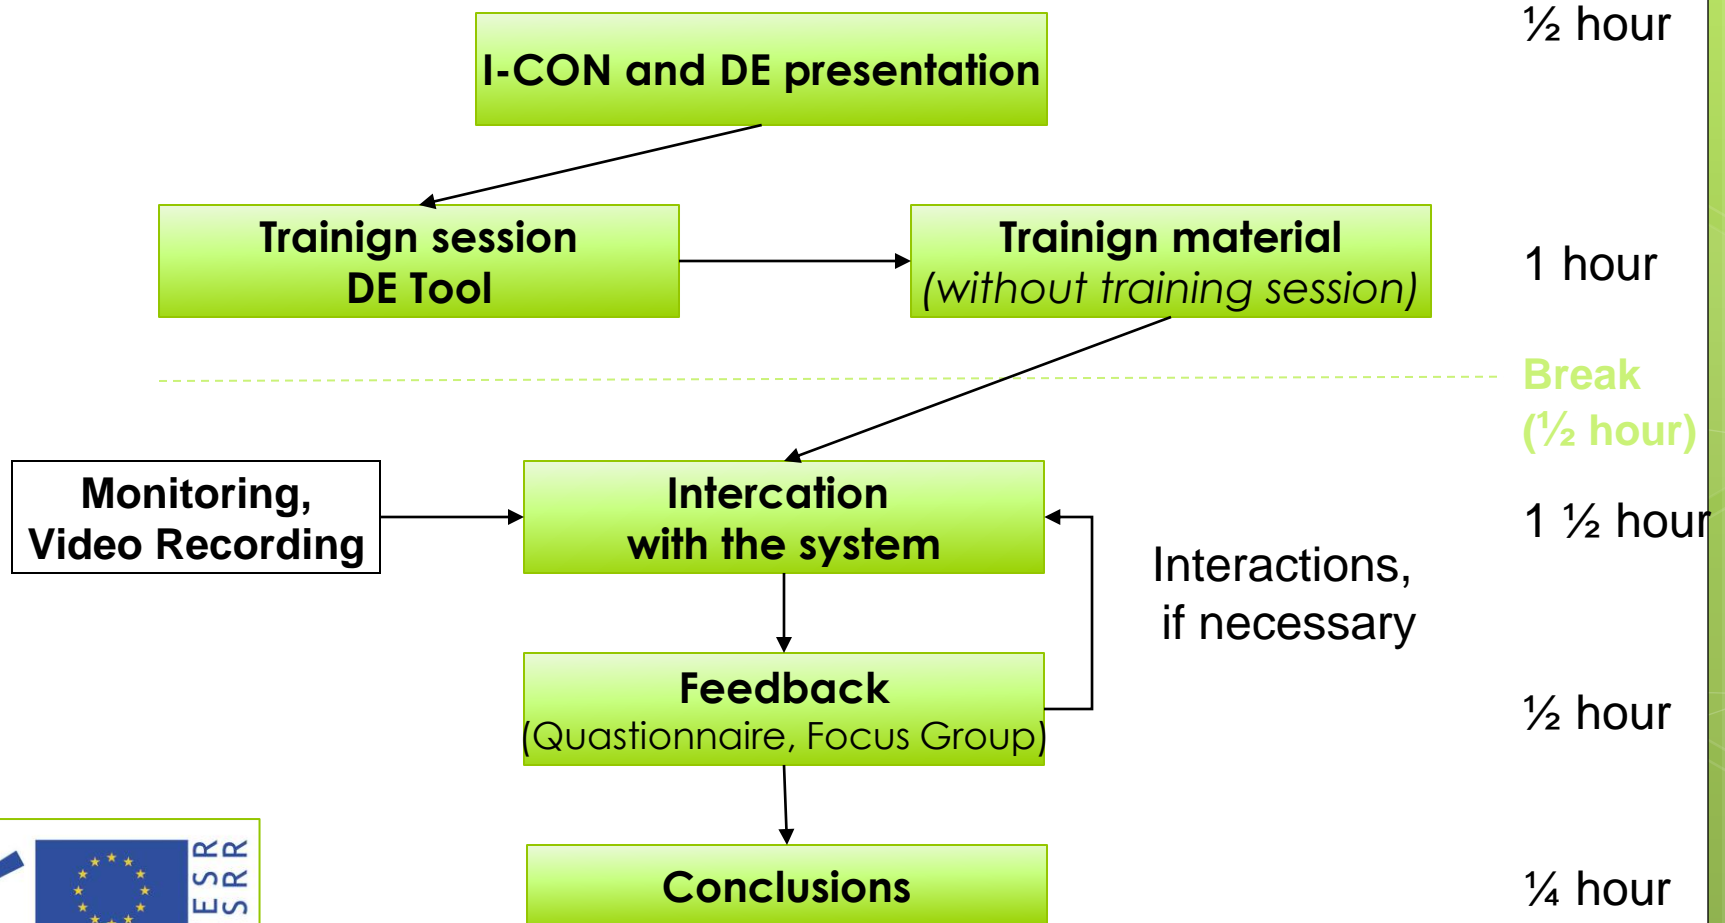 ½ hour
I-CON and DE presentation
Trainign session
DE Tool
Trainign material
(without training session)
1 hour
Break
(½ hour)
Monitoring,
Video Recording
Intercation
with the system
1 ½ hour
Interactions,
if necessary
Feedback
(Quastionnaire, Focus Group)
½ hour
Conclusions
¼ hour